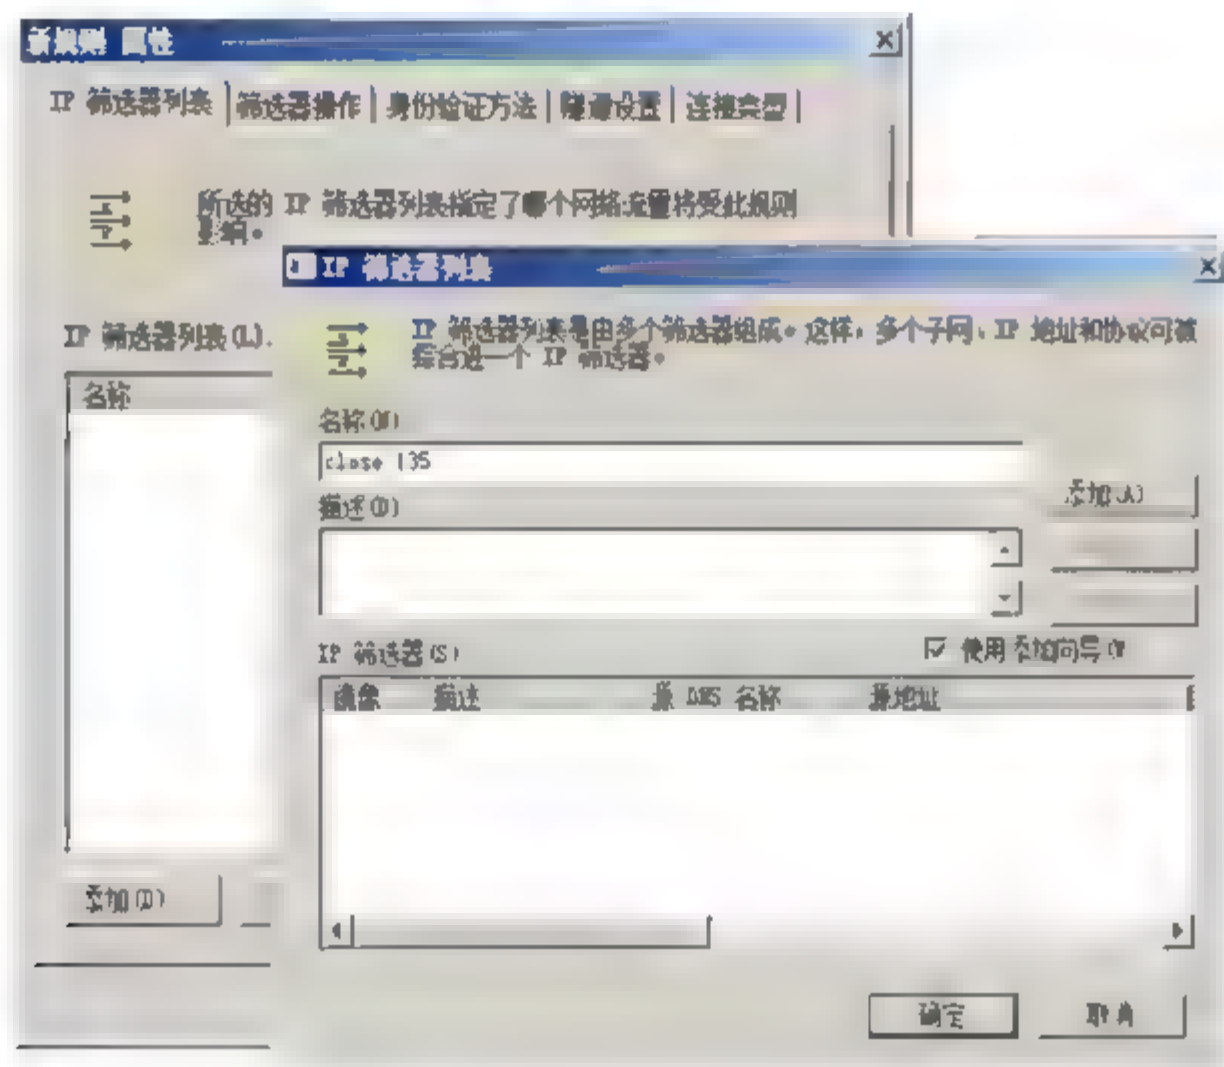 新规则 属性
IP 筛选器列表 筛选器操作 身份验证方法 隧道设置 连接类型
所选的 IP 筛选器列表指定了哪个网络流量将受此规则
影响。
IP 筛选器列表
IP 筛选器列表(L).
IP 筛选器列表是由多个筛选器组成。这样，多个子网、IP 地址和协议可被
综合进一个 IP 筛选器。
名称
名称(N)
close 135
添加(A)
描述(D)
IP 筛选器(S)
使用 添加向导(W
镜像 描述 源 DNS 名称 源地址
添加(D)
确定 取消